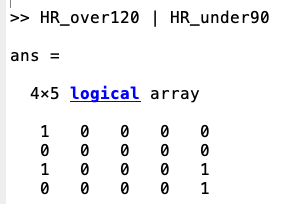 >> HR_over120 | HR_under90
ans =
4×5 logical array
1 0 0 0 0
0 0 0 0 0
1 0 0 0 1
0 0 0 0 1